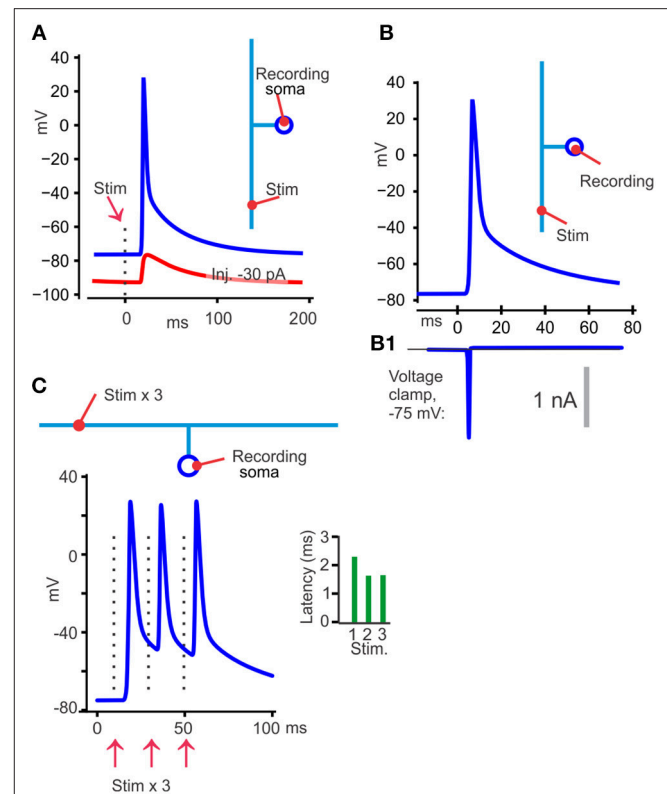 A
40
20
0
−20
−40
−60
−80
−100
mV
Stim
Recording
soma
Stim
Inj. -30 pA
0
100
200
ms
B
40
20
0
−20
−40
−60
−80
mV
Recording
Stim
ms
0
20
40
60
80
B1
Voltage
clamp,
-75 mV:
1 nA
C
Stim x 3
Recording
soma
40
0
-40
-80
mV
0
50
100
ms
Stim x 3
3
2
1
0
Latency (ms)
1 2 3
Stim.